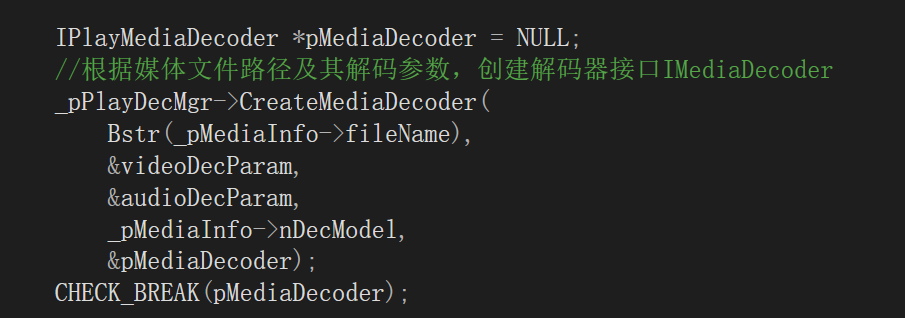 IPlayMediaDecoder *pMediaDecoder = NULL;
//根据媒体文件路径及其解码参数，创建解码器接口IMediaDecoder
_pPlayDecMgr->CreateMediaDecoder(
Bstr(_pMediaInfo->fileName),
&videoDecParam,
&audioDecParam,
_pMediaInfo->nDecModel,
&pMediaDecoder);
CHECK_BREAK(pMediaDecoder);